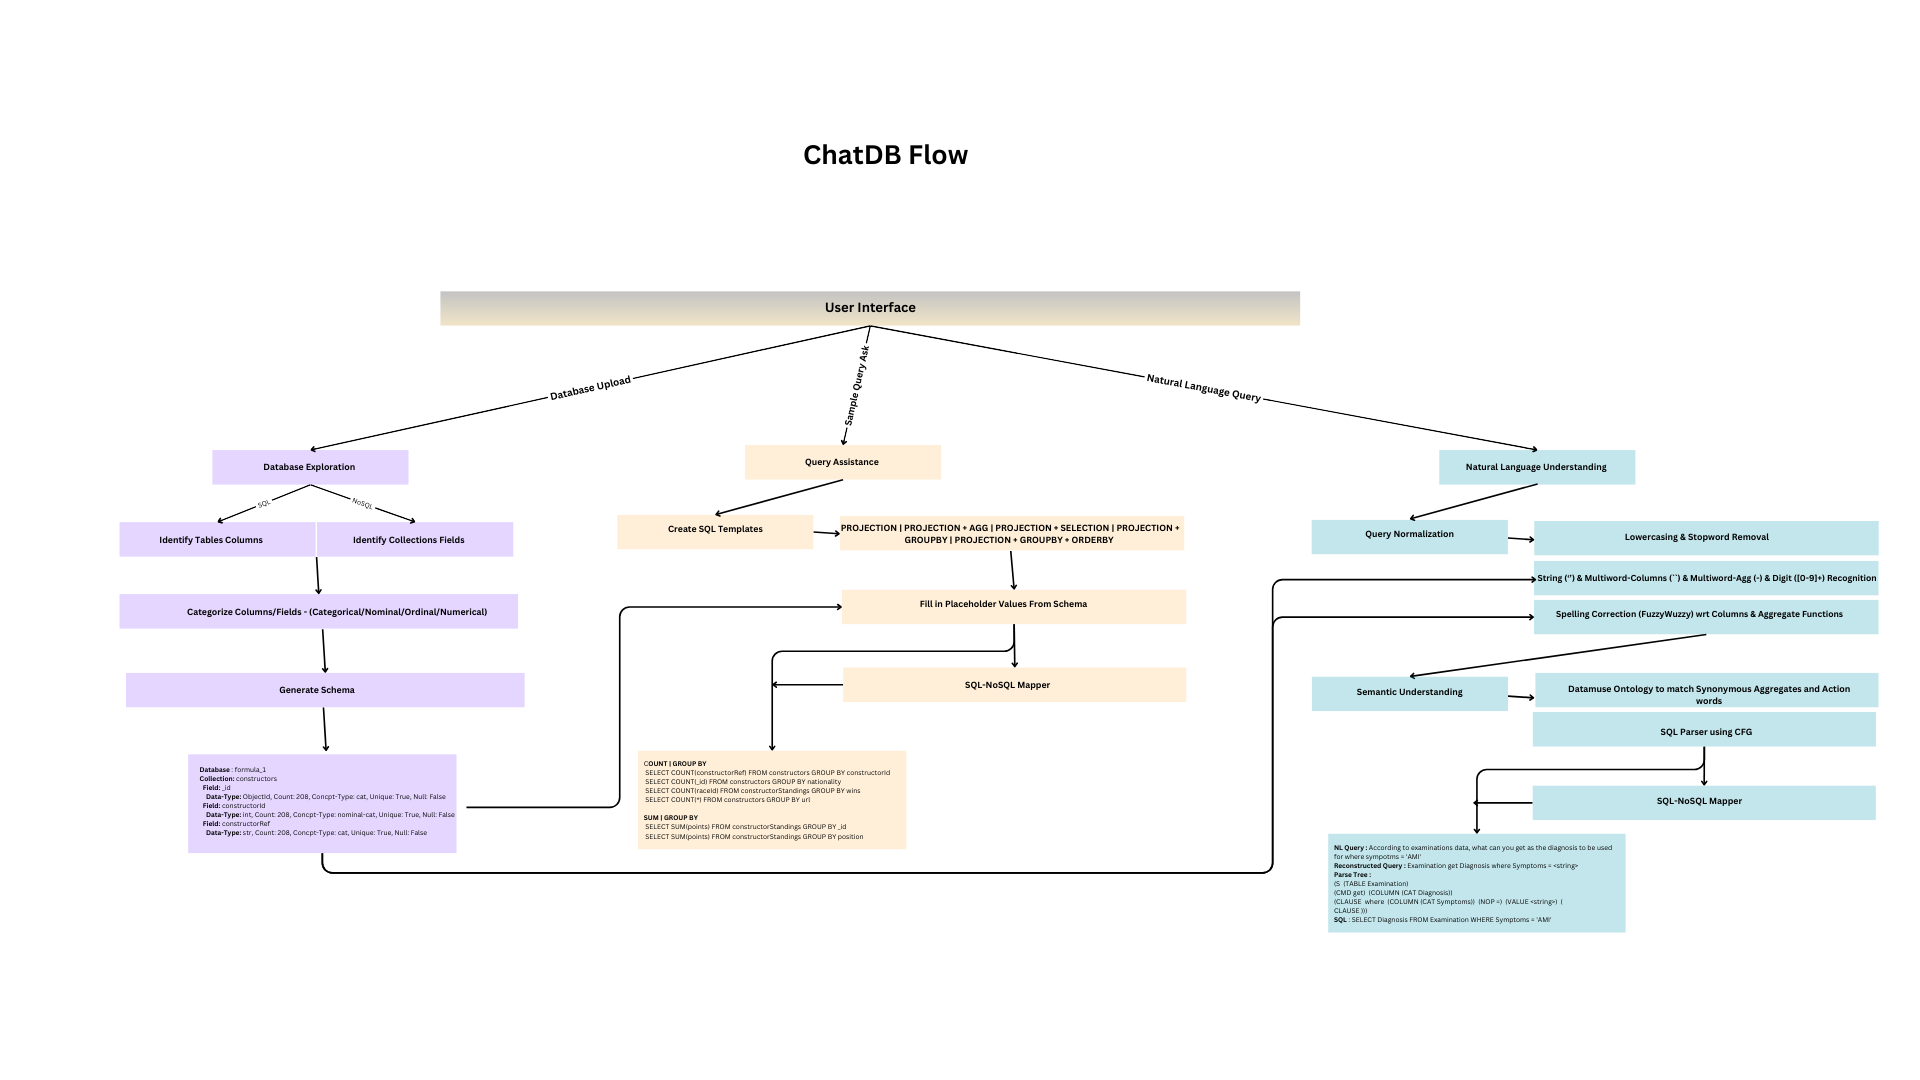 ChatDB Flow
User Interface
Database Upload
Sample Query Ask
Natural Language Query
Database Exploration
SQL
NoSQL
Identify Tables Columns
Identify Collections Fields
Categorize Columns/Fields - (Categorical/Nominal/Ordinal/Numerical)
Generate Schema
Database : formula_1
Collection: constructors
Field: _id
Data-Type: ObjectId, Count: 208, Concpt-Type: cat, Unique: True, Null: False
Field: constructorId
Data-Type: int, Count: 208, Concpt-Type: nominal-cat, Unique: True, Null: False
Field: constructorRef
Data-Type: str, Count: 208, Concpt-Type: cat, Unique: True, Null: False
Query Assistance
Create SQL Templates
PROJECTION | PROJECTION + AGG | PROJECTION + SELECTION | PROJECTION +
GROUPBY | PROJECTION + GROUPBY + ORDERBY
Fill in Placeholder Values From Schema
SQL-NoSQL Mapper
COUNT | GROUP BY
SELECT COUNT(constructorRef) FROM constructors GROUP BY constructorId
SELECT COUNT(_id) FROM constructors GROUP BY nationality
SELECT COUNT(raceId) FROM constructorStandings GROUP BY wins
SELECT COUNT(*) FROM constructors GROUP BY url
SUM | GROUP BY
SELECT SUM(points) FROM constructorStandings GROUP BY _id
SELECT SUM(points) FROM constructorStandings GROUP BY position
Natural Language Understanding
Query Normalization
Lowercasing & Stopword Removal
String (‘’) & Multiword-Columns (``) & Multiword-Agg (-) & Digit ([0-9]+) Recognition
Spelling Correction (FuzzyWuzzy) wrt Columns & Aggregate Functions
Semantic Understanding
Datamuse Ontology to match Synonymous Aggregates and Action
words
SQL Parser using CFG
SQL-NoSQL Mapper
NL Query : According to examinations data, what can you get as the diagnosis to be used
for where sympotms = 'AMI'
Reconstructed Query : Examination get Diagnosis where Symptoms = <string>
Parse Tree :
(S (TABLE Examination)
(CMD get) (COLUMN (CAT Diagnosis))
(CLAUSE where (COLUMN (CAT Symptoms)) (NOP =) (VALUE <string>) (
CLAUSE )))
SQL : SELECT Diagnosis FROM Examination WHERE Symptoms = 'AMI'